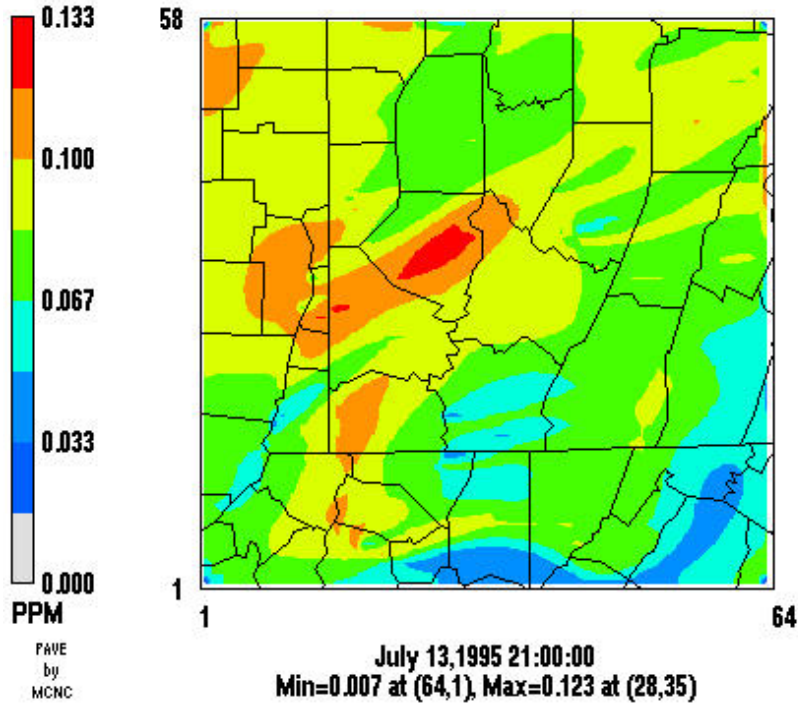 0.133
0.100
0.067
0.033
0.000
PPM
PAVE
by
MCNC
58
1
1
64
July 13,1995 21:00:00
Min=0.007 at (64,1), Max=0.123 at (28,35)